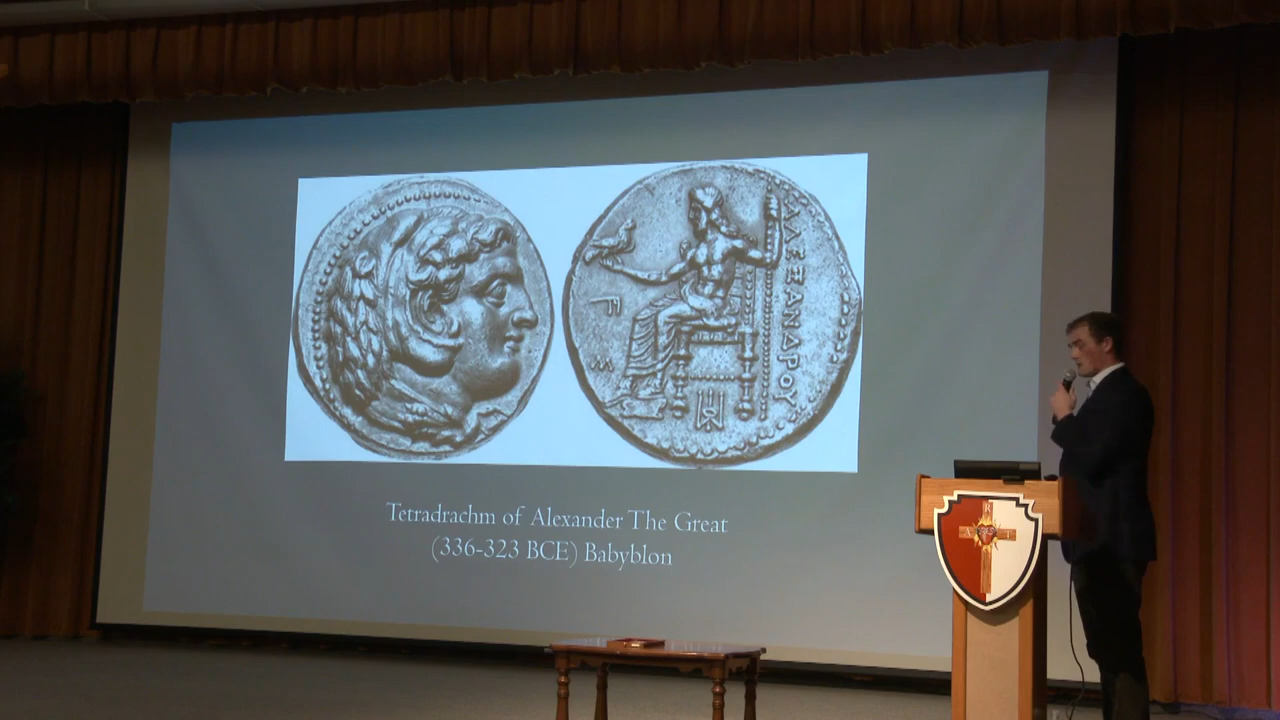 ΑΛΕΞΑΝΔΡΟΥ
Tetradrachm of Alexander The Great
(336-323 BCE) Babyblon
R
A I